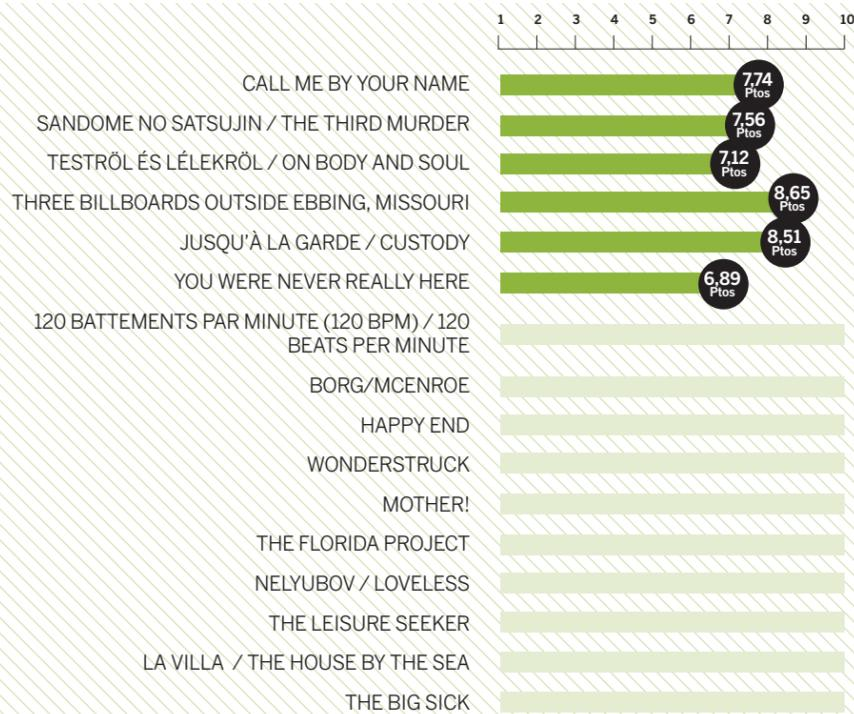 1 2 3 4 5 6 7 8 9 10
CALL ME BY YOUR NAME 7,74 Ptos
SANDOME NO SATSUJIN / THE THIRD MURDER 7,56 Ptos
TESTRÖL ÉS LÉLEKRÖL / ON BODY AND SOUL 7,12 Ptos
THREE BILLBOARDS OUTSIDE EBBING, MISSOURI 8,65 Ptos
JUSQU'À LA GARDE / CUSTODY 8,51 Ptos
YOU WERE NEVER REALLY HERE 6,89 Ptos
120 BATTEMENTS PAR MINUTE (120 BPM) / 120
BEATS PER MINUTE
BORG/MCENROE
HAPPY END
WONDERSTRUCK
MOTHER!
THE FLORIDA PROJECT
NELYUBOV / LOVELESS
THE LEISURE SEEKER
LA VILLA / THE HOUSE BY THE SEA
THE BIG SICK